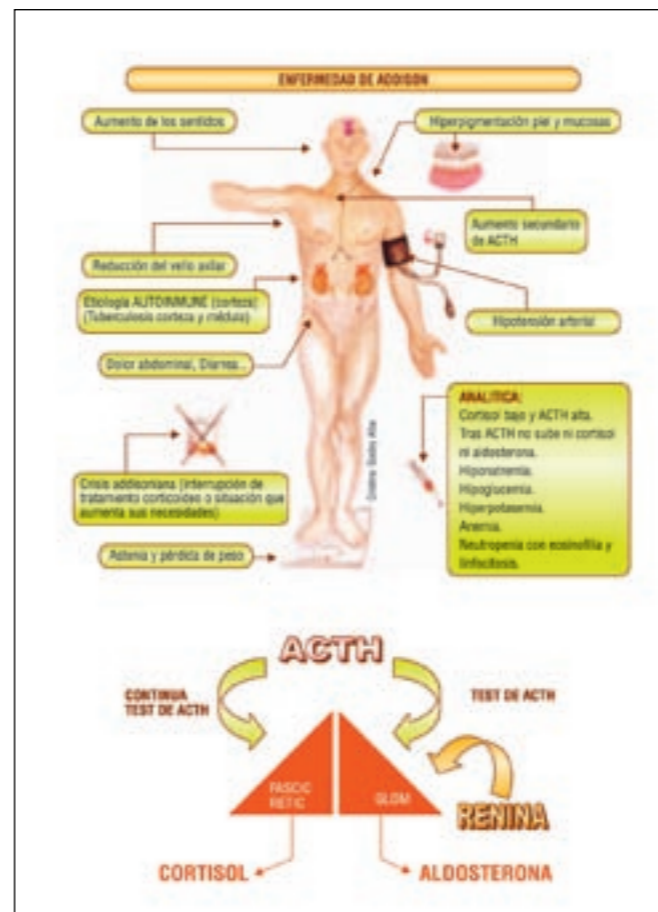 ENFERMEDAD DE ADDISON
Aumento de los sentidos
Hiperpigmentación piel y mucosas
Aumento secundario
de ACTH
Reducción del vello axilar
Etiología AUTOINMUNE (corteza)
(Tuberculosis corteza y médula)
Hipotensión arterial
Dolor abdominal, Diarrea...
ANALÍTICA:
Cortisol bajo y ACTH alta.
Tras ACTH no sube ni cortisol
ni aldosterona.
Hiponatremia.
Hipoglucemia.
Hiperpotasemia.
Anemia.
Neutropenia con eosinofilia y
linfocitosis.
Crisis addisoniana (interrupción de
tratamiento corticoideo o situación que
aumenta sus necesidades)
Astenia y pérdida de peso
ACTH
CONTINUA
TEST DE ACTH
TEST DE ACTH
FASCIC
RETIC
GLOM
RENINA
CORTISOL
ALDOSTERONA